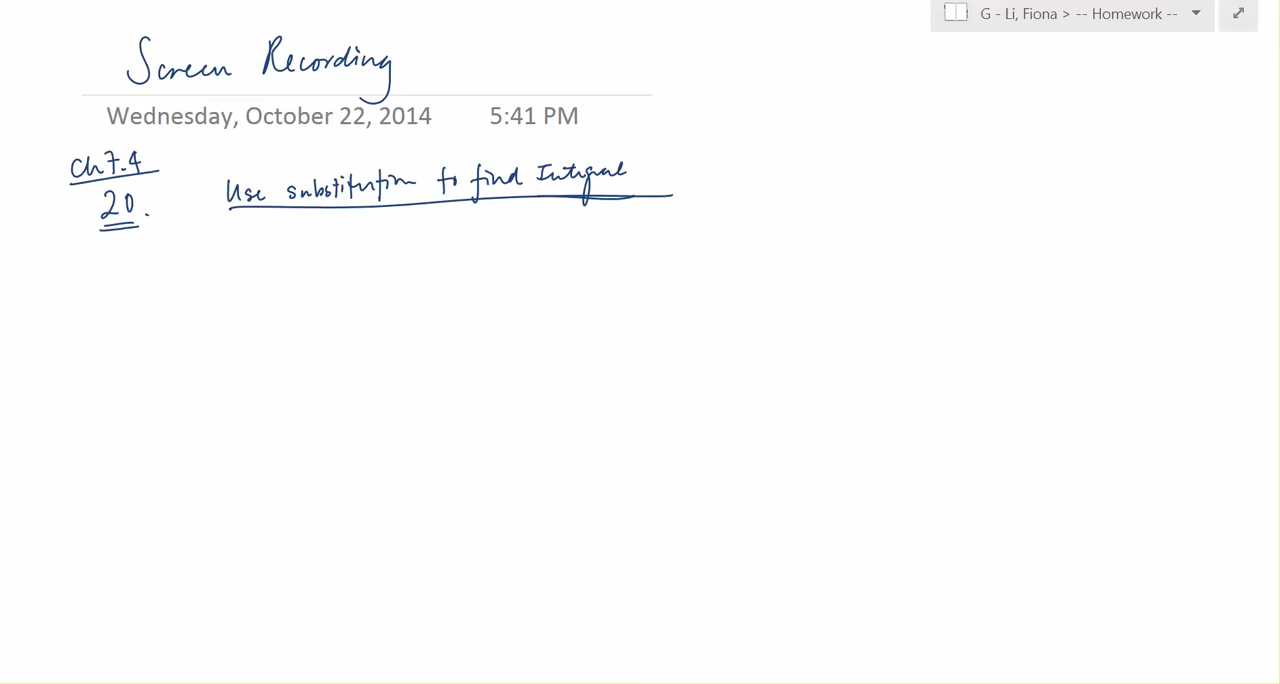 G - Li, Fiona > -- Homework --
Screen Recording
Wednesday, October 22, 2014 5:41 PM
Ch 7.4
20. Use substitution to find Integral